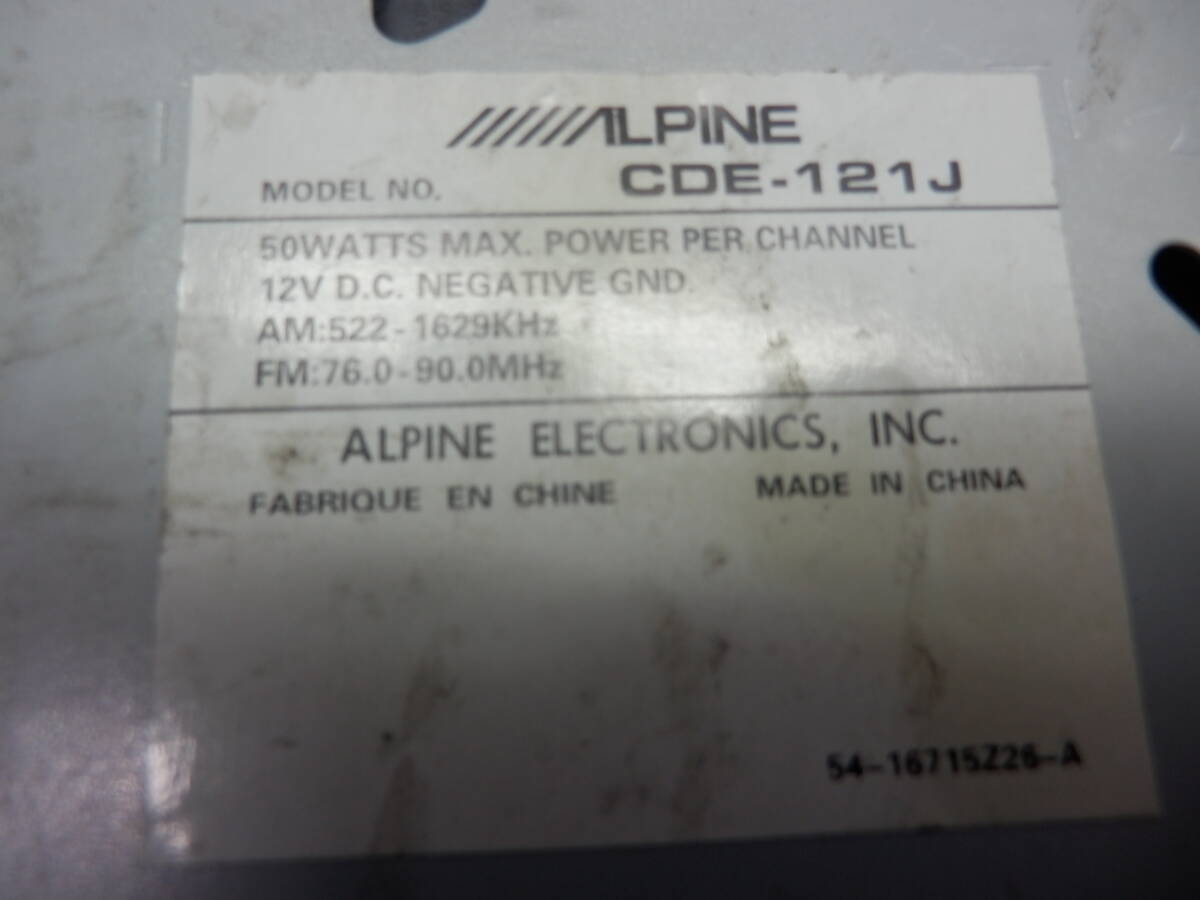 ALPINE
MODEL NO. CDE-121J
50WATTS MAX. POWER PER CHANNEL
12V D.C. NEGATIVE GND.
AM:522-1629KHz
FM:76.0-90.0MHz
ALPINE ELECTRONICS, INC.
FABRIQUE EN CHINE MADE IN CHINA
54-16715Z26-A